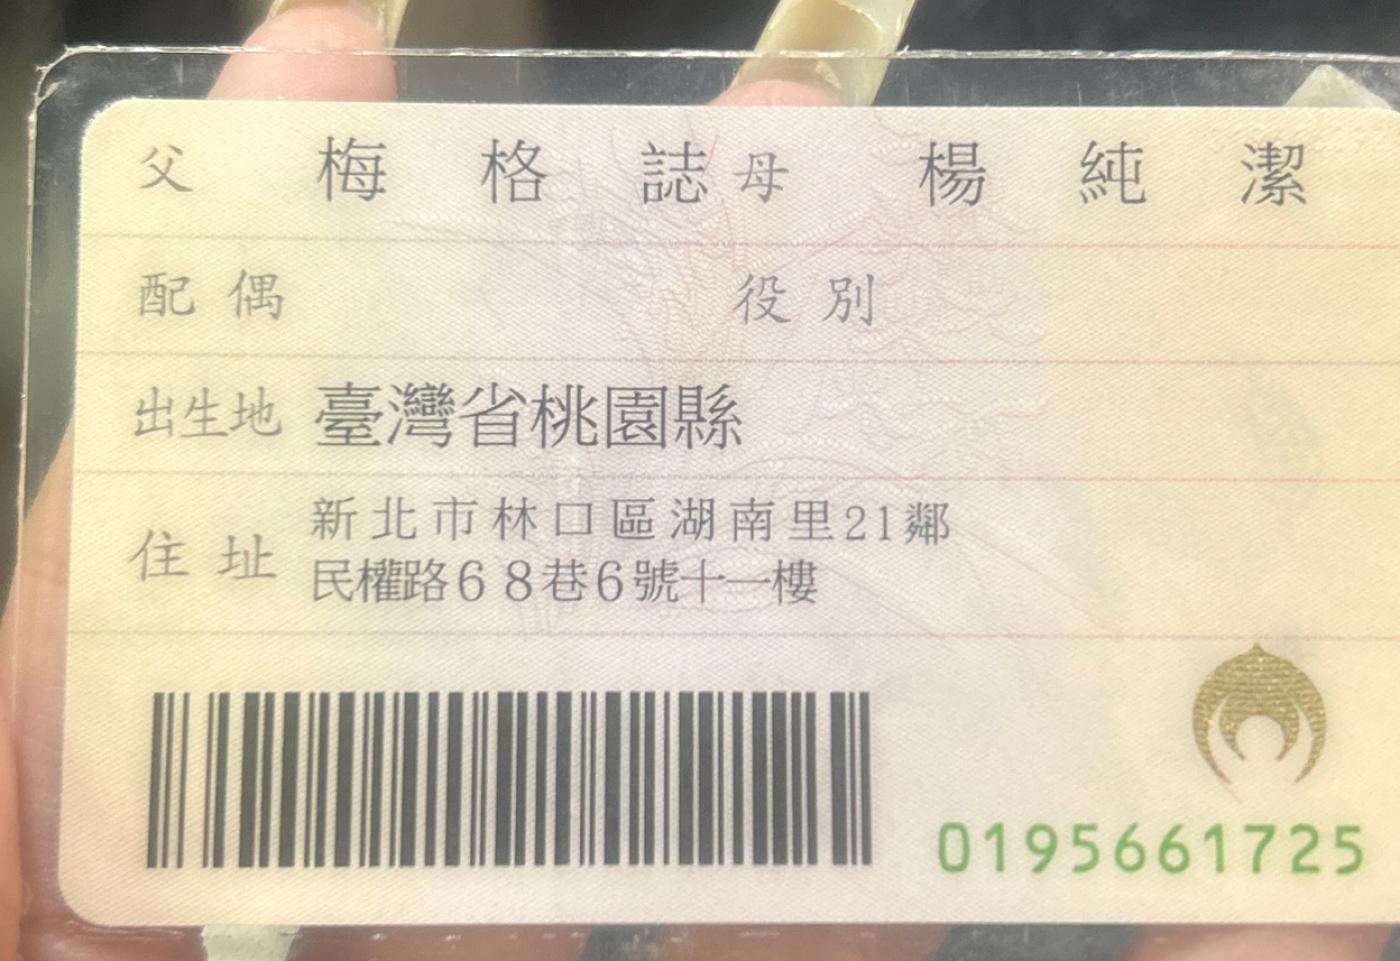 父 梅格誌 母 楊純潔
配偶 役別
出生地 臺灣省桃園縣
住址 新北市林口區湖南里21鄰
民權路68巷6號十一樓
0195661725